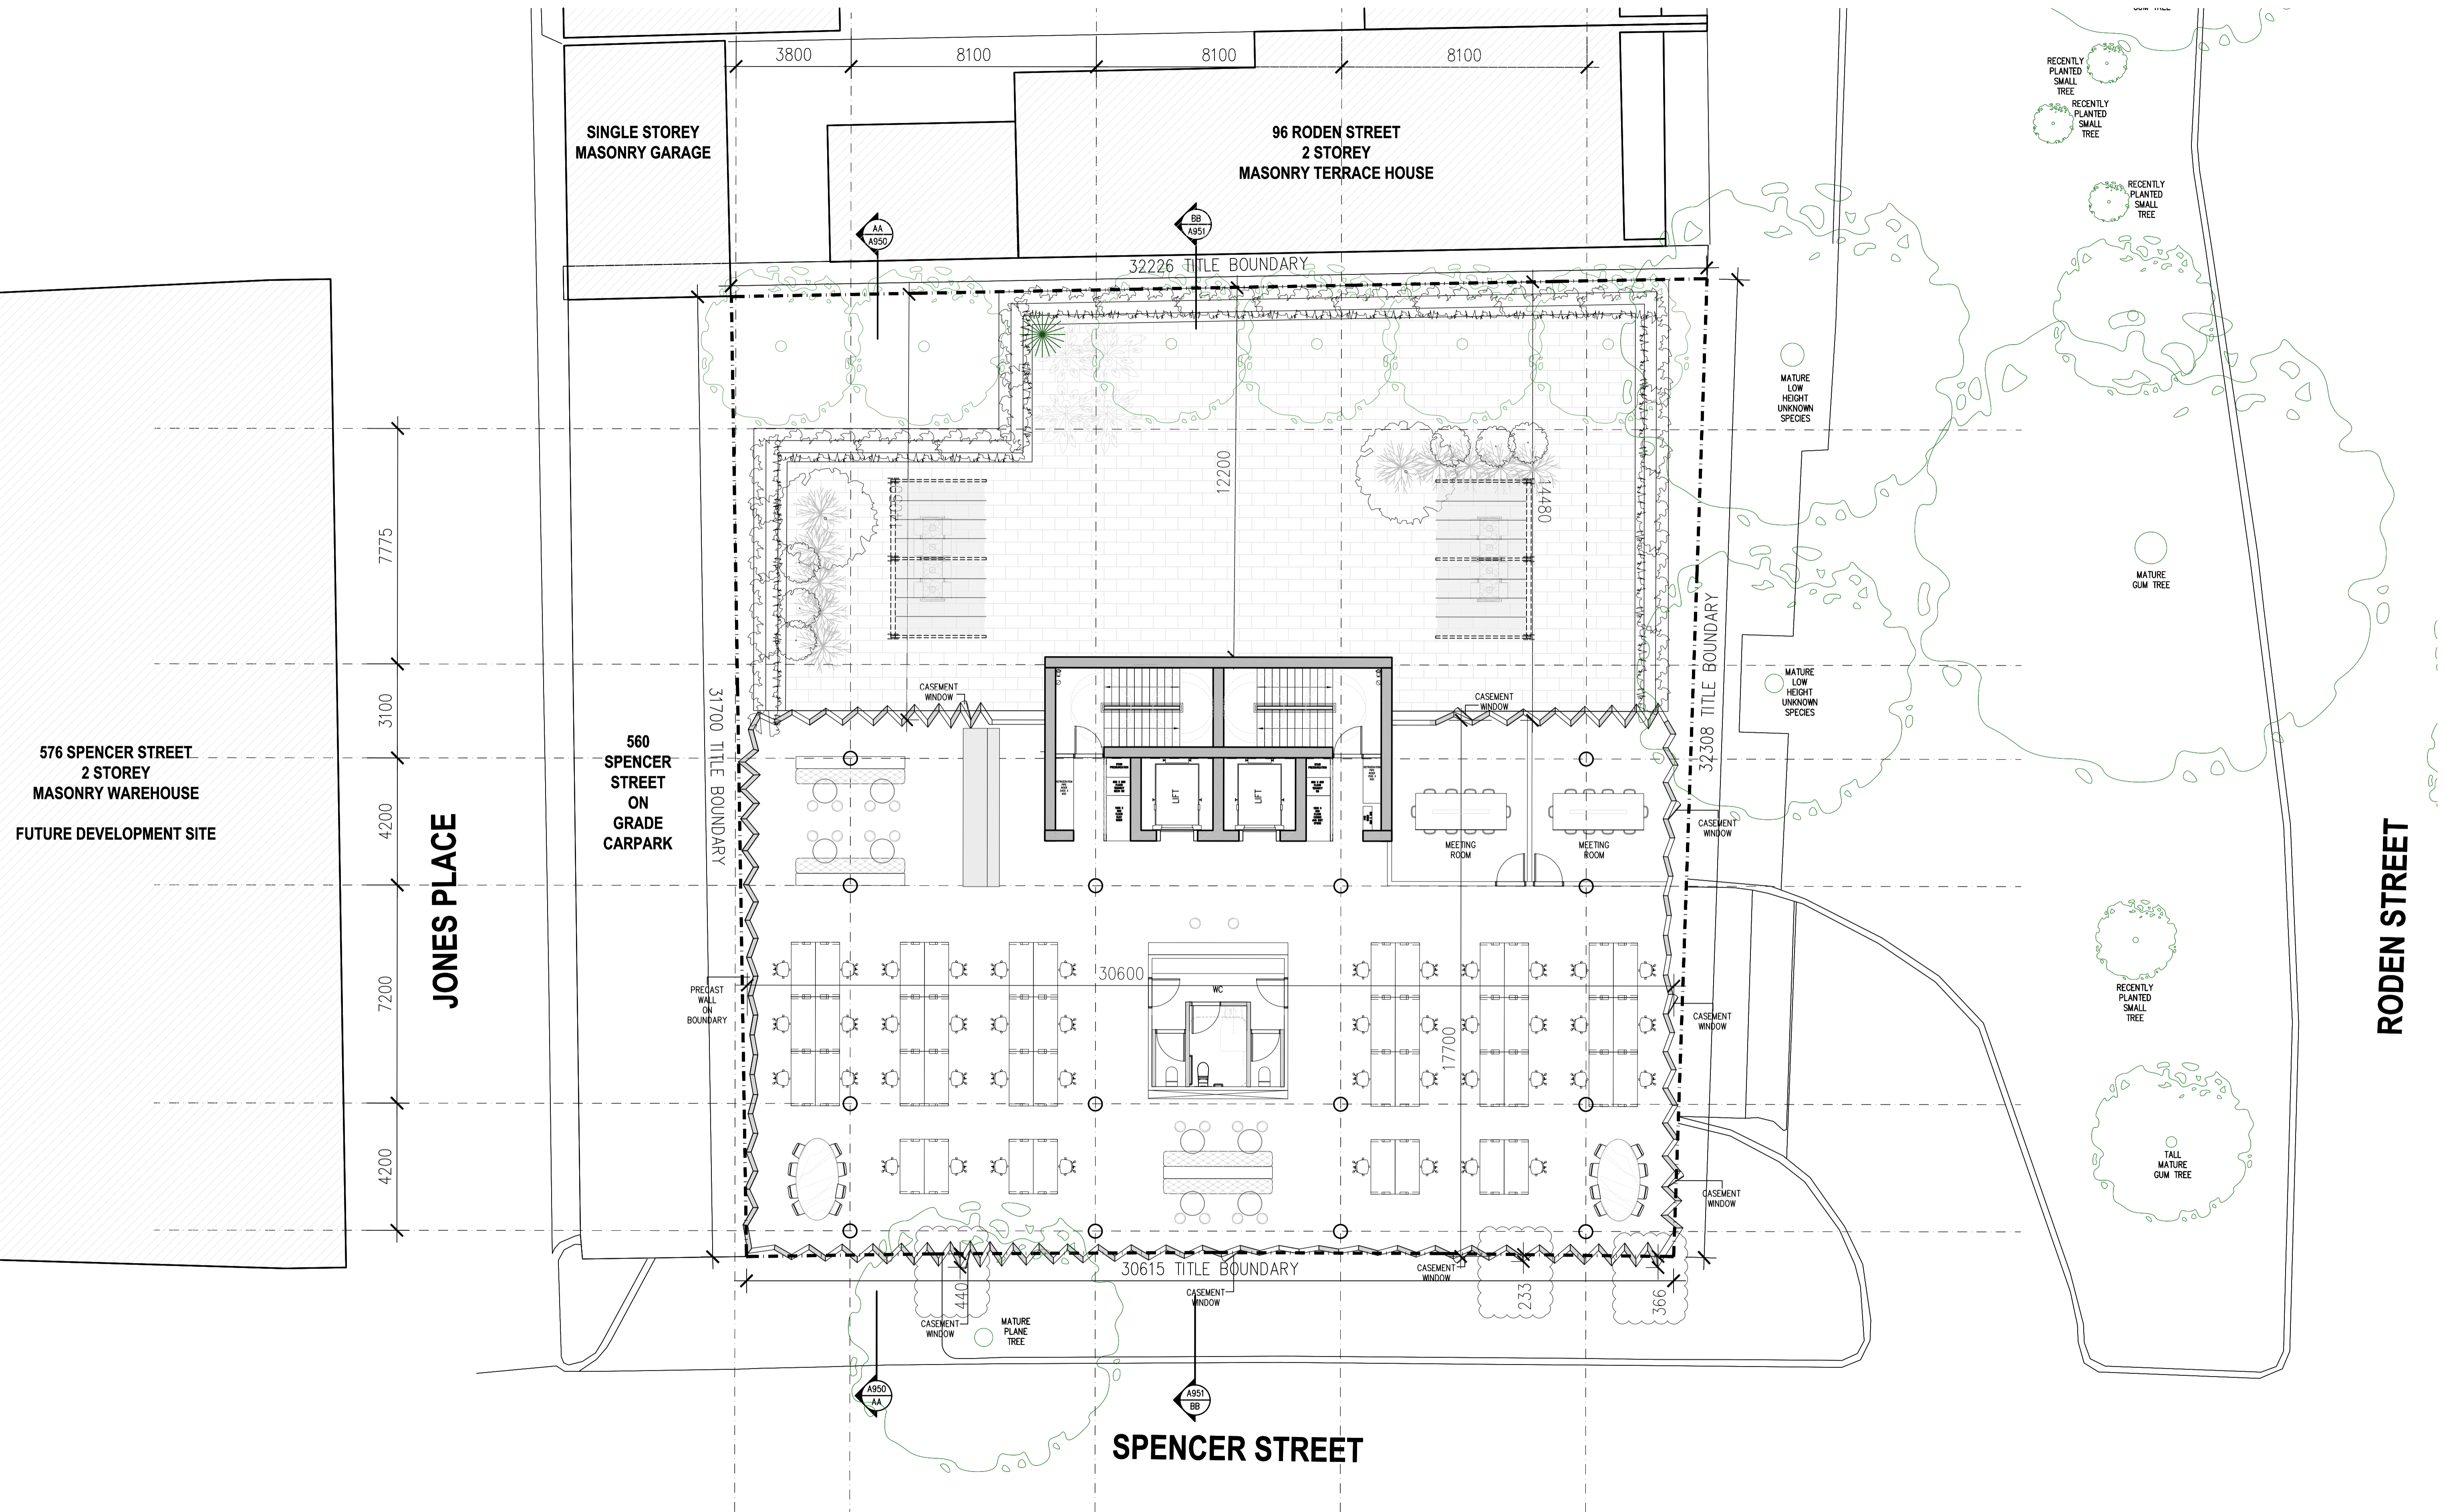 GUM TREE
3800
8100
8100
8100
RECENTLY
PLANTED
SMALL
TREE
RECENTLY
PLANTED
SMALL
TREE
SINGLE STOREY
MASONRY GARAGE
96 RODEN STREET
2 STOREY
MASONRY TERRACE HOUSE
RECENTLY
PLANTED
SMALL
TREE
AA
A950
BB
A951
32226 TITLE BOUNDARY
MATURE
LOW
HEIGHT
UNKNOWN
SPECIES
12200
14480
7775
MATURE
GUM TREE
32308 TITLE BOUNDARY
3100
31700 TITLE BOUNDARY
CASEMENT
WINDOW
CASEMENT
WINDOW
MATURE
LOW
HEIGHT
UNKNOWN
SPECIES
576 SPENCER STREET
2 STOREY
MASONRY WAREHOUSE
FUTURE DEVELOPMENT SITE
560
SPENCER
STREET
ON
GRADE
CARPARK
4200
LIFT
LIFT
JONES PLACE
MEETING
ROOM
MEETING
ROOM
CASEMENT
WINDOW
RODEN STREET
7200
30600
WC
PRECAST
WALL
ON
BOUNDARY
CASEMENT
WINDOW
RECENTLY
PLANTED
SMALL
TREE
17700
4200
CASEMENT
WINDOW
TALL
MATURE
GUM TREE
30615 TITLE BOUNDARY
CASEMENT
WINDOW
440
CASEMENT
WINDOW
233
366
CASEMENT
WINDOW
MATURE
PLANE
TREE
A950
AA
A951
BB
SPENCER STREET